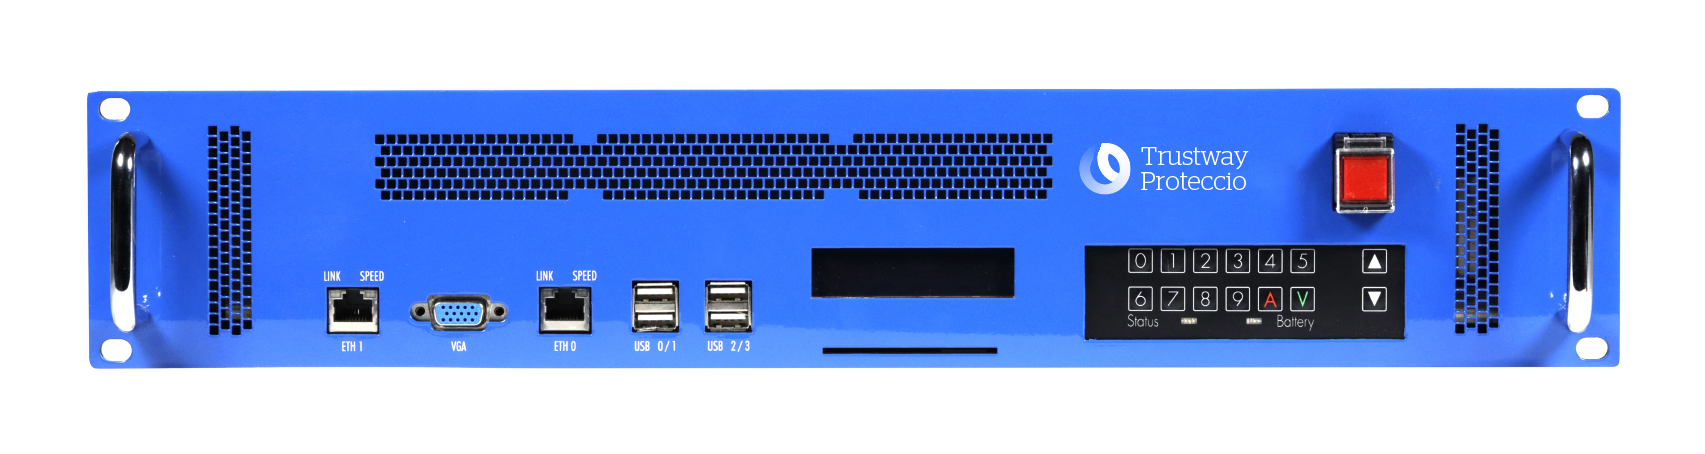 Trustway
Proteccio
LINK SPEED
LINK SPEED
ETH 1
VGA
ETH 0
USB 0/1
USB 2/3
0 1 2 3 4 5
6 7 8 9 A V
Status
Battery